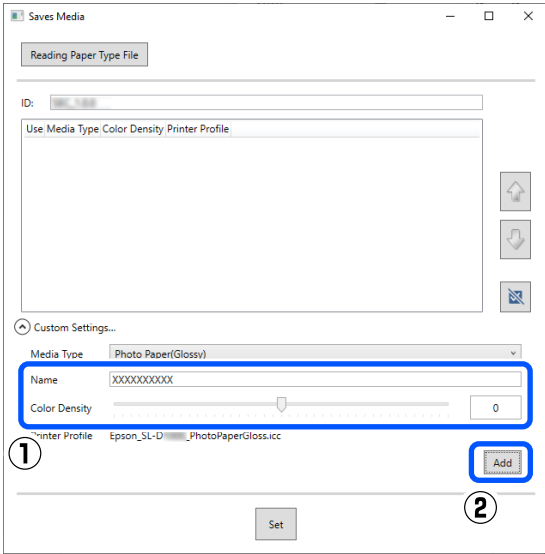 Saves Media
Reading Paper Type File
ID:
Use Media Type Color Density Printer Profile
Custom Settings...
Media Type Photo Paper(Glossy)
Name XXXXXXXXXX
Color Density 0
Printer Profile Epson_SL-D _PhotoPaperGloss.icc
1
Add
2
Set